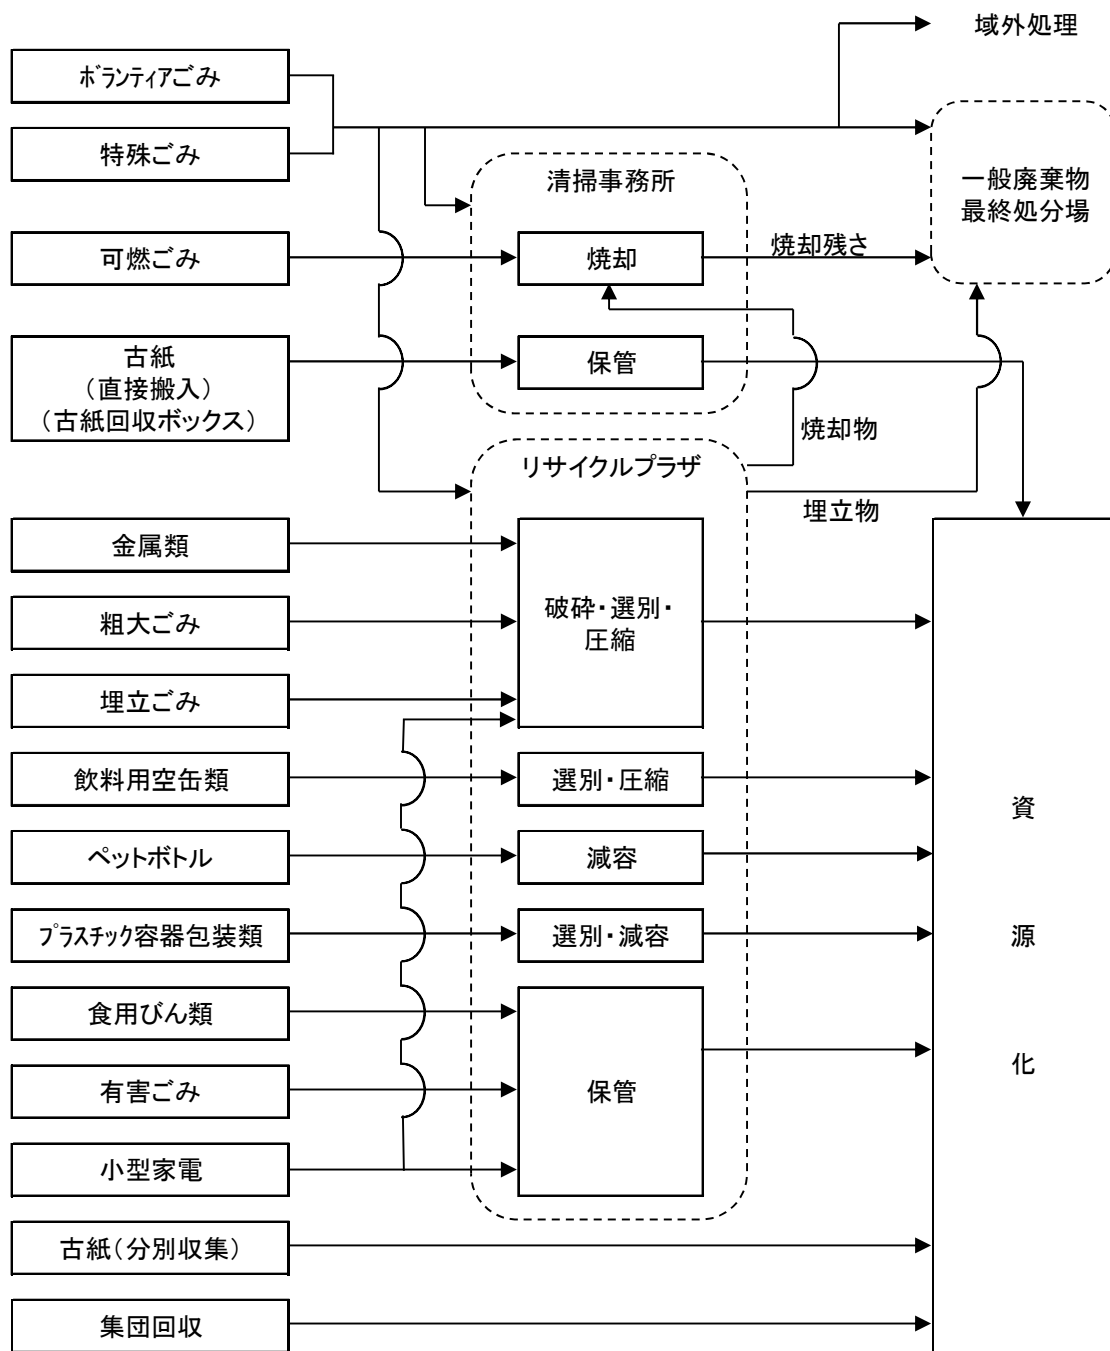 域外処理
ボランティアごみ
特殊ごみ
清掃事務所
一般廃棄物
最終処分場
可燃ごみ
焼却
焼却残さ
古紙
（直接搬入）
（古紙回収ボックス）
保管
焼却物
リサイクルプラザ
埋立物
金属類
粗大ごみ
埋立ごみ
破砕・選別・
圧縮
飲料用空缶類
選別・圧縮
ペットボトル
減容
プラスチック容器包装類
選別・減容
食用びん類
有害ごみ
小型家電
保管
資
源
化
古紙（分別収集）
集団回収